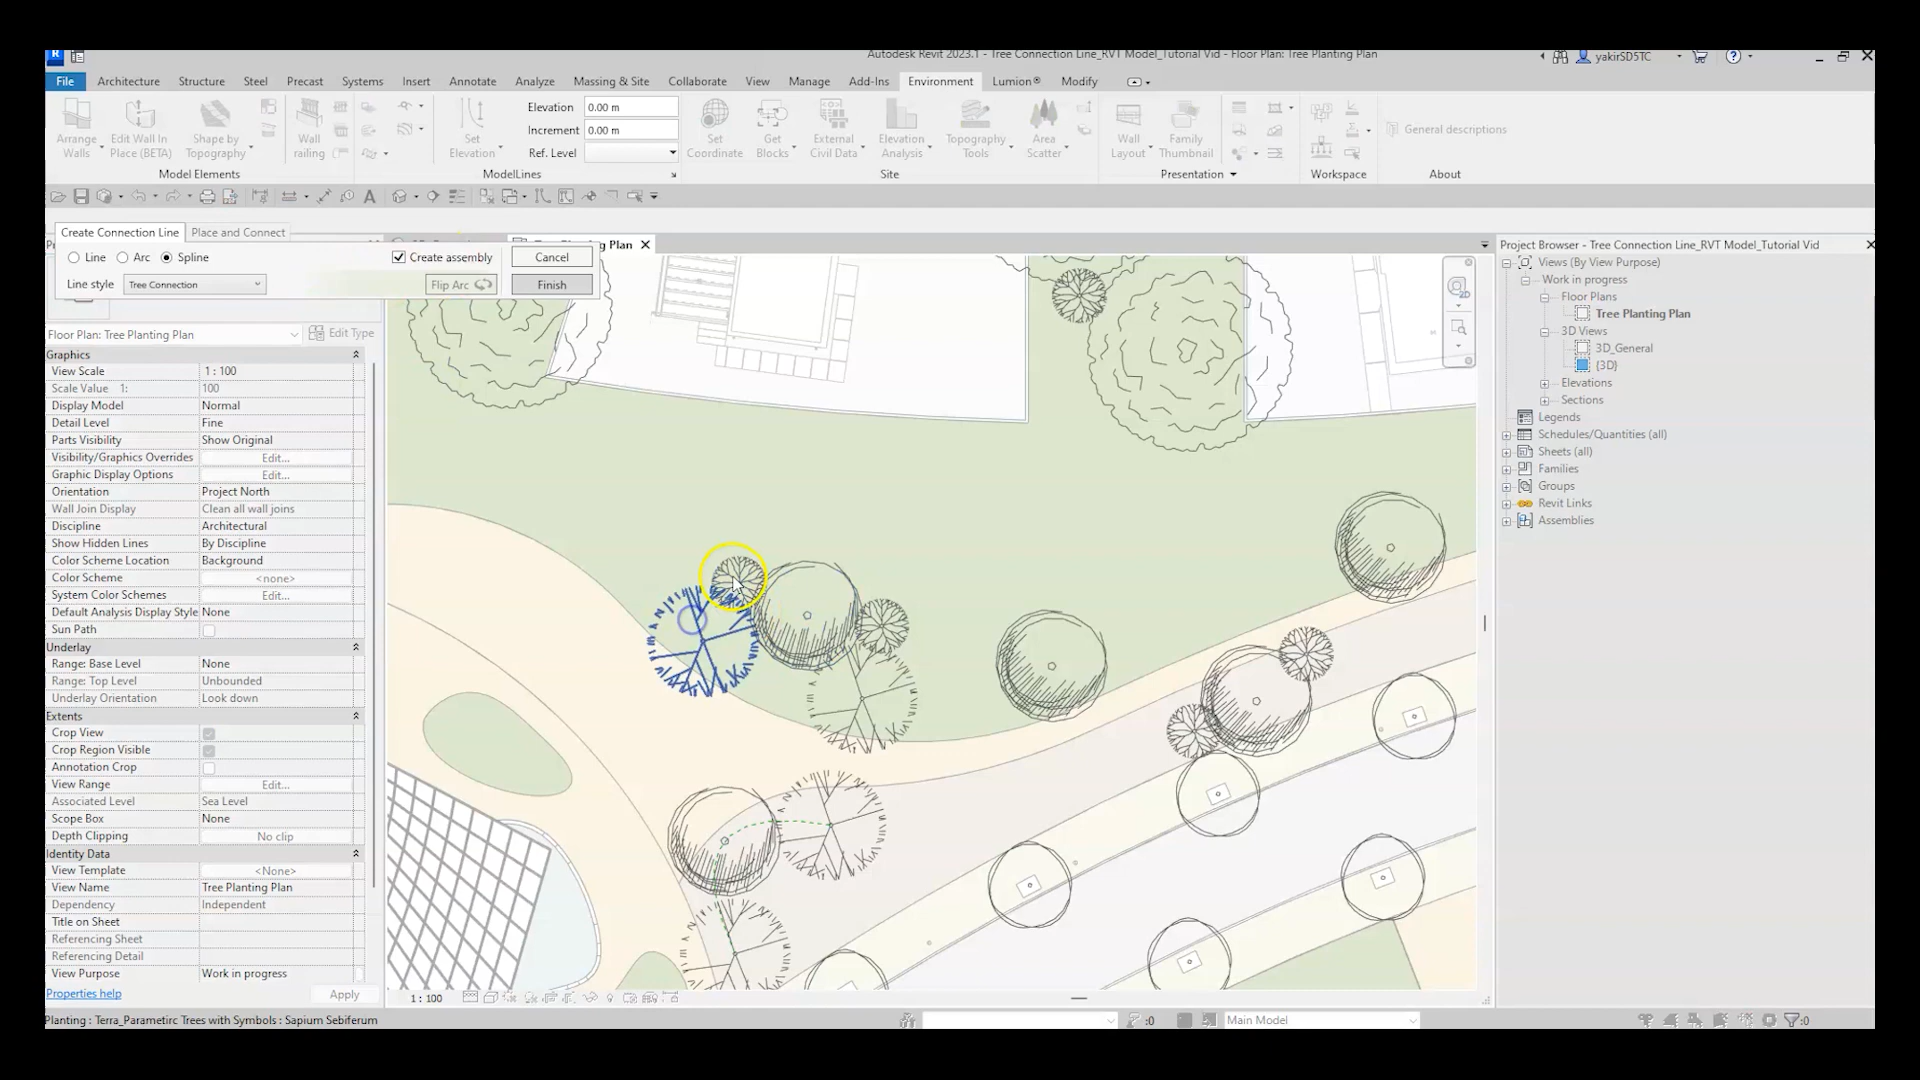 Autodesk Revit 2023.1 - Tree Connection Line_RVT Model_Tutorial Vid - Floor Plan: Tree Planting Plan
yakirSD5TC
File Architecture Structure Steel Precast Systems Insert Annotate Analyze Massing & Site Collaborate View Manage Add-Ins Environment Lumion® Modify
Arrange Walls
Edit Wall In Place (BETA)
Shape by Topography
Wall railing
Model Elements
Set Elevation
Elevation 0.00 m
Increment 0.00 m
Ref. Level
ModelLines
Set Coordinate
Get Blocks
External Civil Data
Elevation Analysis
Topography Tools
Area Scatter
Site
Wall Layout
Family Thumbnail
Presentation
Workspace
General descriptions
About
Create Connection Line Place and Connect
Line Arc Spline Create assembly Cancel
Line style Tree Connection Flip Arc Finish
g Plan
Floor Plan: Tree Planting Plan Edit Type
Graphics
View Scale 1 : 100
Scale Value 1: 100
Display Model Normal
Detail Level Fine
Parts Visibility Show Original
Visibility/Graphics Overrides Edit...
Graphic Display Options Edit...
Orientation Project North
Wall Join Display Clean all wall joins
Discipline Architectural
Show Hidden Lines By Discipline
Color Scheme Location Background
Color Scheme <none>
System Color Schemes Edit...
Default Analysis Display Style None
Sun Path
Underlay
Range: Base Level None
Range: Top Level Unbounded
Underlay Orientation Look down
Extents
Crop View
Crop Region Visible
Annotation Crop
View Range Edit...
Associated Level Sea Level
Scope Box None
Depth Clipping No clip
Identity Data
View Template <None>
View Name Tree Planting Plan
Dependency Independent
Title on Sheet
Referencing Sheet
Referencing Detail
View Purpose Work in progress
Properties help Apply
1 : 100
Planting : Terra_Parametirc Trees with Symbols : Sapium Sebiferum
:0
Main Model
:0
Project Browser - Tree Connection Line_RVT Model_Tutorial Vid
Views (By View Purpose)
Work in progress
Floor Plans
Tree Planting Plan
3D Views
3D_General
{3D}
Elevations
Sections
Legends
Schedules/Quantities (all)
Sheets (all)
Families
Groups
Revit Links
Assemblies